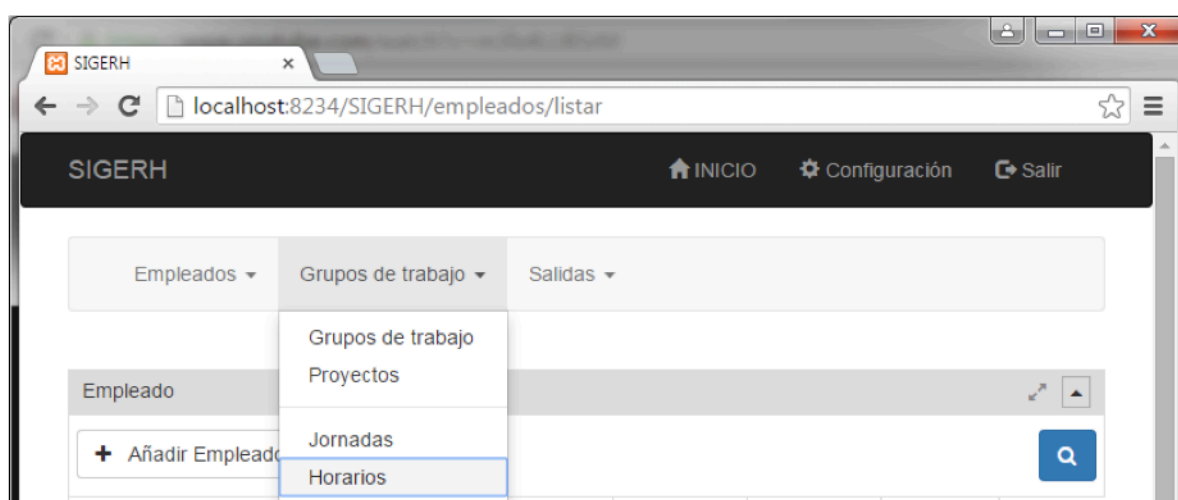 SIGERH
localhost:8234/SIGERH/empleados/listar
SIGERH INICIO Configuración Salir
Empleados Grupos de trabajo Salidas
Grupos de trabajo
Proyectos
Empleado
Jornadas
Añadir Empleado
Horarios